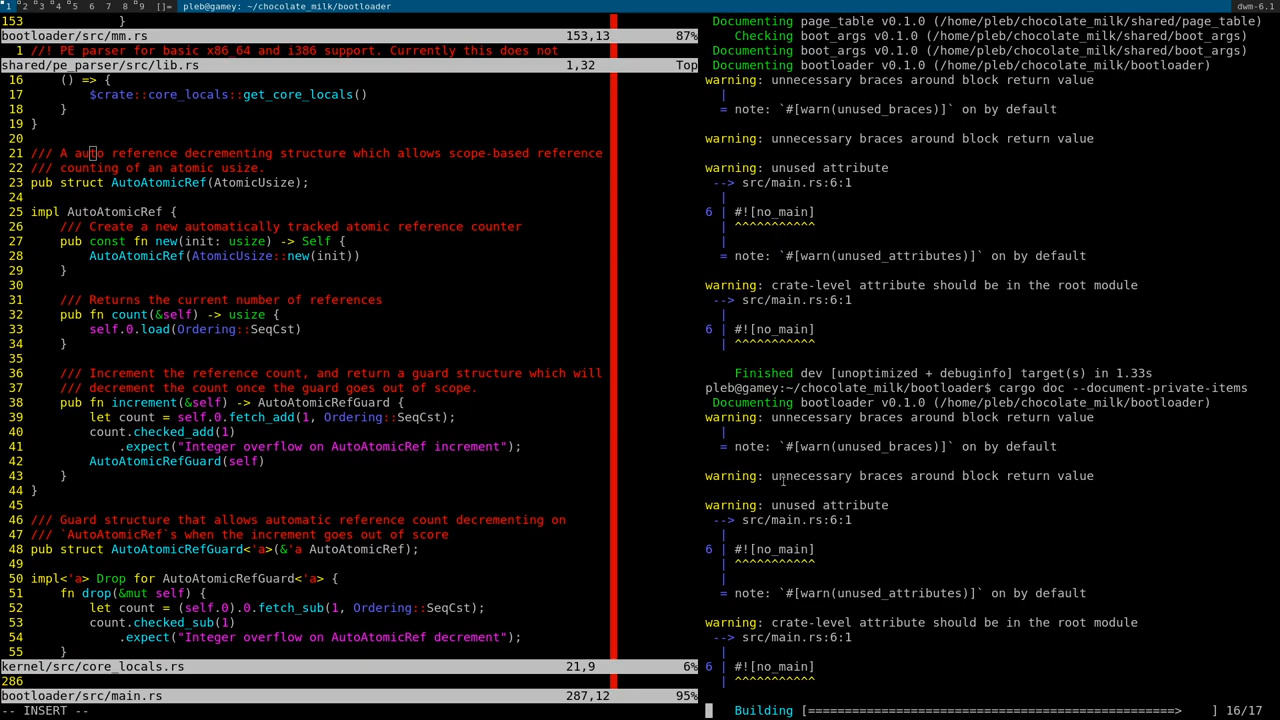 1 2 3 4 5 6 7 8 9 []= pleb@gamey: ~/chocolate_milk/bootloader dwm-6.1
153             }
bootloader/src/mm.rs 153,13 87%
1 //! PE parser for basic x86_64 and i386 support. Currently this does not
shared/pe_parser/src/lib.rs 1,32 Top
16     () => {
17         $crate::core_locals::get_core_locals()
18     }
19 }
20
21 /// A auto reference decrementing structure which allows scope-based reference
22 /// counting of an atomic usize.
23 pub struct AutoAtomicRef(AtomicUsize);
24
25 impl AutoAtomicRef {
26     /// Create a new automatically tracked atomic reference counter
27     pub const fn new(init: usize) -> Self {
28         AutoAtomicRef(AtomicUsize::new(init))
29     }
30
31     /// Returns the current number of references
32     pub fn count(&self) -> usize {
33         self.0.load(Ordering::SeqCst)
34     }
35
36     /// Increment the reference count, and return a guard structure which will
37     /// decrement the count once the guard goes out of scope.
38     pub fn increment(&self) -> AutoAtomicRefGuard {
39         let count = self.0.fetch_add(1, Ordering::SeqCst);
40         count.checked_add(1)
41             .expect("Integer overflow on AutoAtomicRef increment");
42         AutoAtomicRefGuard(self)
43     }
44 }
45
46 /// Guard structure that allows automatic reference count decrementing on
47 /// `AutoAtomicRef`s when the increment goes out of score
48 pub struct AutoAtomicRefGuard<'a>(&'a AutoAtomicRef);
49
50 impl<'a> Drop for AutoAtomicRefGuard<'a> {
51     fn drop(&mut self) {
52         let count = (self.0).0.fetch_sub(1, Ordering::SeqCst);
53         count.checked_sub(1)
54             .expect("Integer overflow on AutoAtomicRef decrement");
55     }
kernel/src/core_locals.rs 21,9 6%
286
bootloader/src/main.rs 287,12 95%
-- INSERT --
Documenting page_table v0.1.0 (/home/pleb/chocolate_milk/shared/page_table)
Checking boot_args v0.1.0 (/home/pleb/chocolate_milk/shared/boot_args)
Documenting boot_args v0.1.0 (/home/pleb/chocolate_milk/shared/boot_args)
Documenting bootloader v0.1.0 (/home/pleb/chocolate_milk/bootloader)
warning: unnecessary braces around block return value
  |
  = note: `#[warn(unused_braces)]` on by default

warning: unnecessary braces around block return value

warning: unused attribute
 --> src/main.rs:6:1
  |
6 | #![no_main]
  | ^^^^^^^^^^^
  |
  = note: `#[warn(unused_attributes)]` on by default

warning: crate-level attribute should be in the root module
 --> src/main.rs:6:1
  |
6 | #![no_main]
  | ^^^^^^^^^^^

Finished dev [unoptimized + debuginfo] target(s) in 1.33s
pleb@gamey:~/chocolate_milk/bootloader$ cargo doc --document-private-items
Documenting bootloader v0.1.0 (/home/pleb/chocolate_milk/bootloader)
warning: unnecessary braces around block return value
  |
  = note: `#[warn(unused_braces)]` on by default

warning: unnecessary braces around block return value

warning: unused attribute
 --> src/main.rs:6:1
  |
6 | #![no_main]
  | ^^^^^^^^^^^
  |
  = note: `#[warn(unused_attributes)]` on by default

warning: crate-level attribute should be in the root module
 --> src/main.rs:6:1
  |
6 | #![no_main]
  | ^^^^^^^^^^^

Building [==================================================> ] 16/17